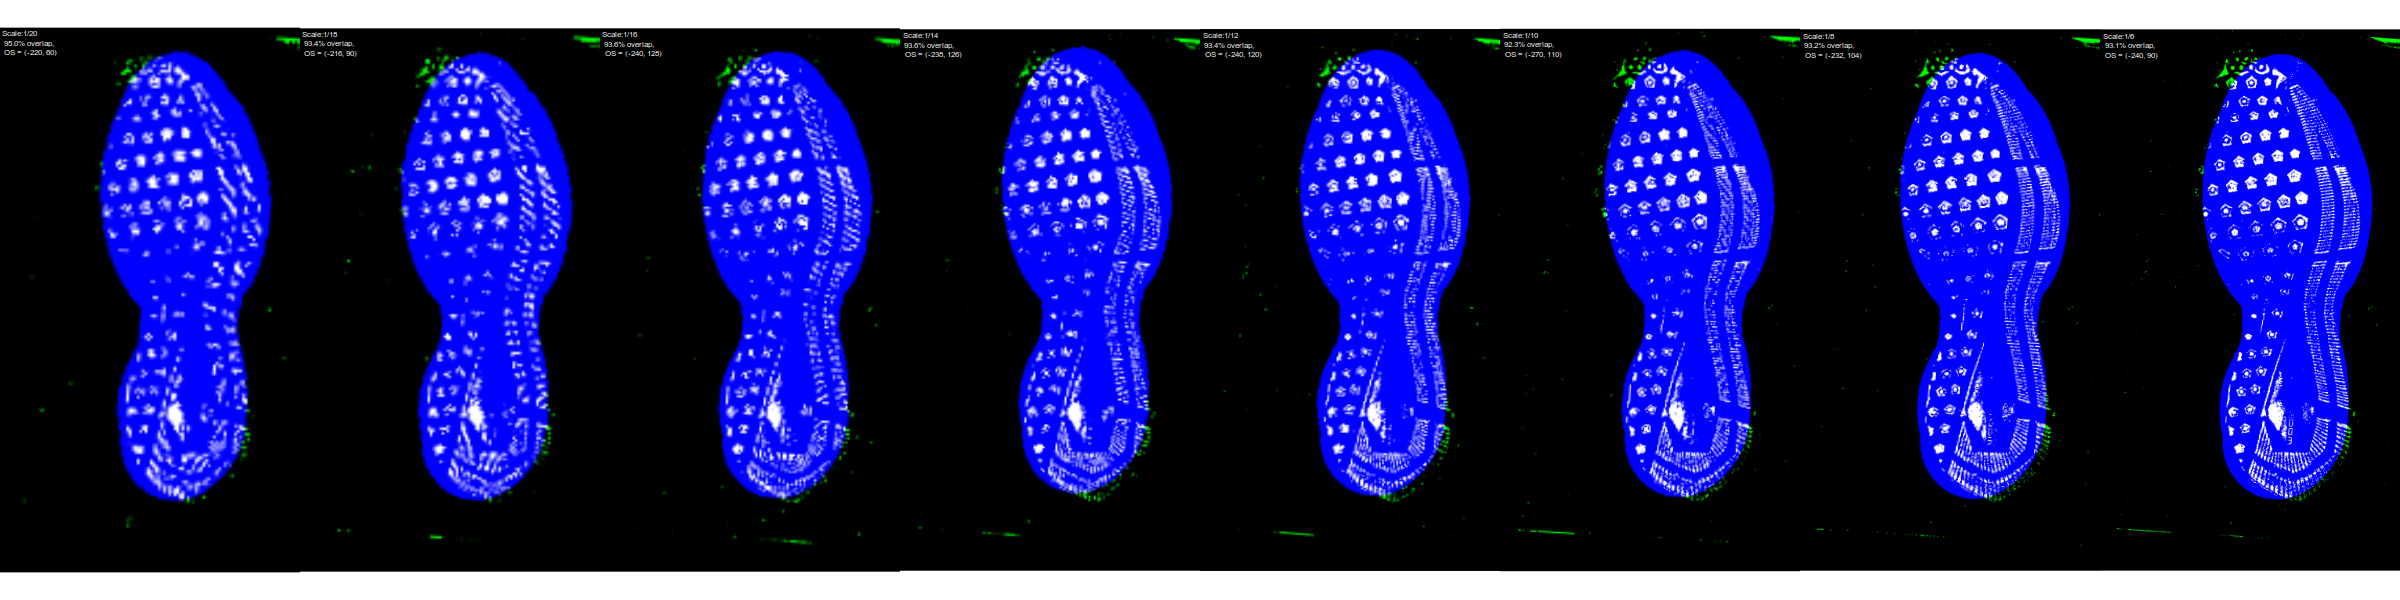 Scale:1/20
95.0% overlap,
OS = (-220, 60)
Scale:1/18
93.4% overlap,
OS = (-216, 90)
Scale:1/16
93.6% overlap,
OS = (-240, 128)
Scale:1/14
93.6% overlap,
OS = (-238, 126)
Scale:1/12
93.4% overlap,
OS = (-240, 120)
Scale:1/10
92.3% overlap,
OS = (-270, 110)
Scale:1/8
93.2% overlap,
OS = (-232, 104)
Scale:1/6
93.1% overlap,
OS = (-240, 90)